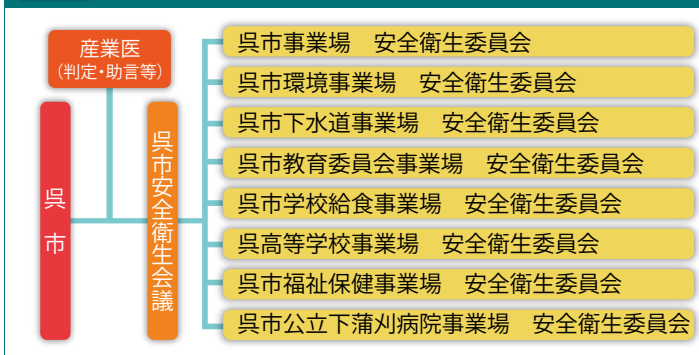 産業医
(判定・助言等)
呉市
呉市安全衛生会議
呉市事業場　安全衛生委員会
呉市環境事業場　安全衛生委員会
呉市下水道事業場　安全衛生委員会
呉市教育委員会事業場　安全衛生委員会
呉市学校給食事業場　安全衛生委員会
呉高等学校事業場　安全衛生委員会
呉市福祉保健事業場　安全衛生委員会
呉市公立下蒲刈病院事業場　安全衛生委員会